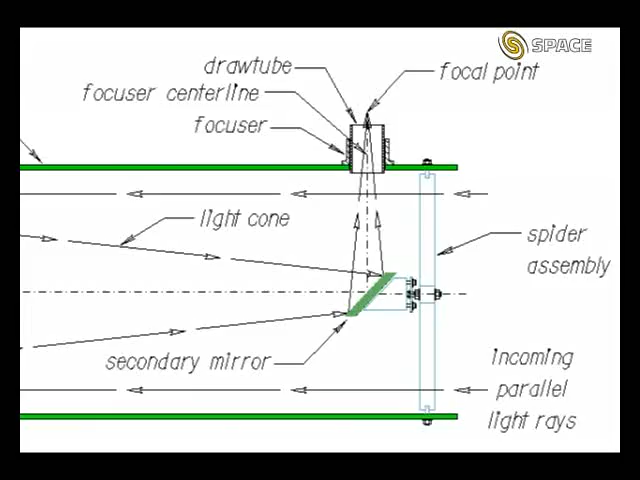 SPACE
drawtube
focal point
focuser centerline
focuser
light cone
spider
assembly
secondary mirror
incoming
parallel
light rays